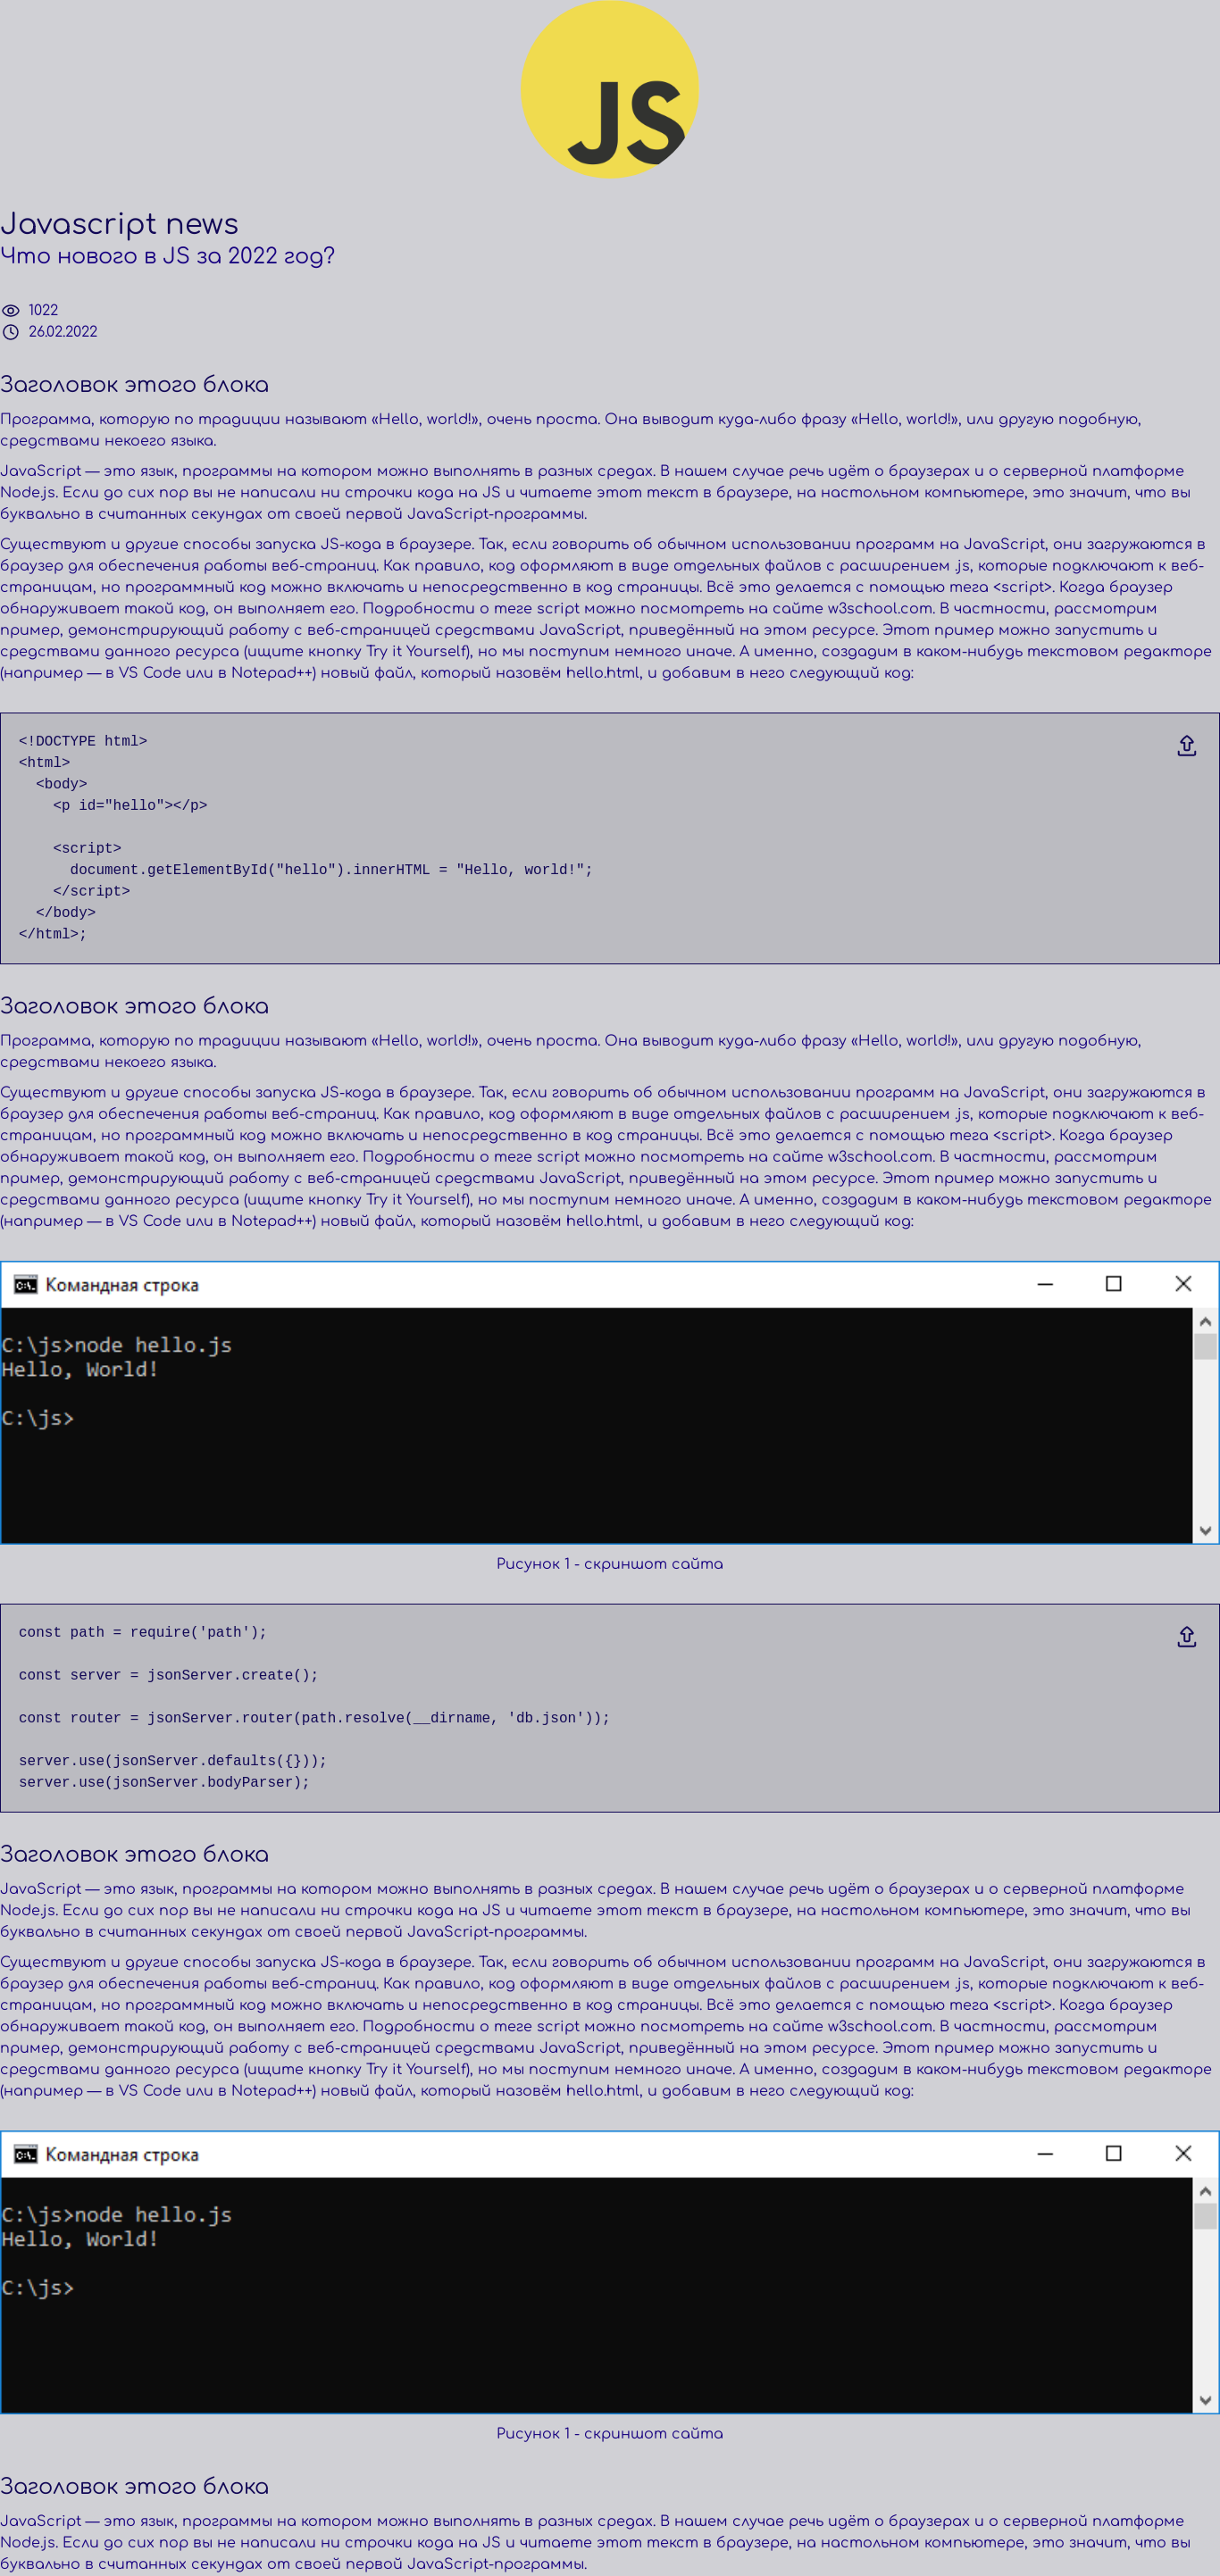 JS
Javascript news
Что нового в JS за 2022 год?
1022
26.02.2022
Заголовок этого блока
Программа, которую по традиции называют «Hello, world!», очень проста. Она выводит куда-либо фразу «Hello, world!», или другую подобную,
средствами некоего языка.
JavaScript — это язык, программы на котором можно выполнять в разных средах. В нашем случае речь идёт о браузерах и о серверной платформе
Node.js. Если до сих пор вы не написали ни строчки кода на JS и читаете этот текст в браузере, на настольном компьютере, это значит, что вы
буквально в считанных секундах от своей первой JavaScript-программы.
Существуют и другие способы запуска JS-кода в браузере. Так, если говорить об обычном использовании программ на JavaScript, они загружаются в
браузер для обеспечения работы веб-страниц. Как правило, код оформляют в виде отдельных файлов с расширением .js, которые подключают к веб-
страницам, но программный код можно включать и непосредственно в код страницы. Всё это делается с помощью тега <script>. Когда браузер
обнаруживает такой код, он выполняет его. Подробности о теге script можно посмотреть на сайте w3school.com. В частности, рассмотрим
пример, демонстрирующий работу с веб-страницей средствами JavaScript, приведённый на этом ресурсе. Этот пример можно запустить и
средствами данного ресурса (ищите кнопку Try it Yourself), но мы поступим немного иначе. А именно, создадим в каком-нибудь текстовом редакторе
(например — в VS Code или в Notepad++) новый файл, который назовём hello.html, и добавим в него следующий код:
<!DOCTYPE html>
<html>
<body>
<p id="hello"></p>
<script>
document.getElementById("hello").innerHTML = "Hello, world!";
</script>
</body>
</html>;
Заголовок этого блока
Программа, которую по традиции называют «Hello, world!», очень проста. Она выводит куда-либо фразу «Hello, world!», или другую подобную,
средствами некоего языка.
Существуют и другие способы запуска JS-кода в браузере. Так, если говорить об обычном использовании программ на JavaScript, они загружаются в
браузер для обеспечения работы веб-страниц. Как правило, код оформляют в виде отдельных файлов с расширением .js, которые подключают к веб-
страницам, но программный код можно включать и непосредственно в код страницы. Всё это делается с помощью тега <script>. Когда браузер
обнаруживает такой код, он выполняет его. Подробности о теге script можно посмотреть на сайте w3school.com. В частности, рассмотрим
пример, демонстрирующий работу с веб-страницей средствами JavaScript, приведённый на этом ресурсе. Этот пример можно запустить и
средствами данного ресурса (ищите кнопку Try it Yourself), но мы поступим немного иначе. А именно, создадим в каком-нибудь текстовом редакторе
(например — в VS Code или в Notepad++) новый файл, который назовём hello.html, и добавим в него следующий код:
C:\. Командная строка
C:\js>node hello.js
Hello, World!
C:\js>
Рисунок 1 - скриншот сайта
const path = require('path');
const server = jsonServer.create();
const router = jsonServer.router(path.resolve(__dirname, 'db.json'));
server.use(jsonServer.defaults({}));
server.use(jsonServer.bodyParser);
Заголовок этого блока
JavaScript — это язык, программы на котором можно выполнять в разных средах. В нашем случае речь идёт о браузерах и о серверной платформе
Node.js. Если до сих пор вы не написали ни строчки кода на JS и читаете этот текст в браузере, на настольном компьютере, это значит, что вы
буквально в считанных секундах от своей первой JavaScript-программы.
Существуют и другие способы запуска JS-кода в браузере. Так, если говорить об обычном использовании программ на JavaScript, они загружаются в
браузер для обеспечения работы веб-страниц. Как правило, код оформляют в виде отдельных файлов с расширением .js, которые подключают к веб-
страницам, но программный код можно включать и непосредственно в код страницы. Всё это делается с помощью тега <script>. Когда браузер
обнаруживает такой код, он выполняет его. Подробности о теге script можно посмотреть на сайте w3school.com. В частности, рассмотрим
пример, демонстрирующий работу с веб-страницей средствами JavaScript, приведённый на этом ресурсе. Этот пример можно запустить и
средствами данного ресурса (ищите кнопку Try it Yourself), но мы поступим немного иначе. А именно, создадим в каком-нибудь текстовом редакторе
(например — в VS Code или в Notepad++) новый файл, который назовём hello.html, и добавим в него следующий код:
C:\. Командная строка
C:\js>node hello.js
Hello, World!
C:\js>
Рисунок 1 - скриншот сайта
Заголовок этого блока
JavaScript — это язык, программы на котором можно выполнять в разных средах. В нашем случае речь идёт о браузерах и о серверной платформе
Node.js. Если до сих пор вы не написали ни строчки кода на JS и читаете этот текст в браузере, на настольном компьютере, это значит, что вы
буквально в считанных секундах от своей первой JavaScript-программы.